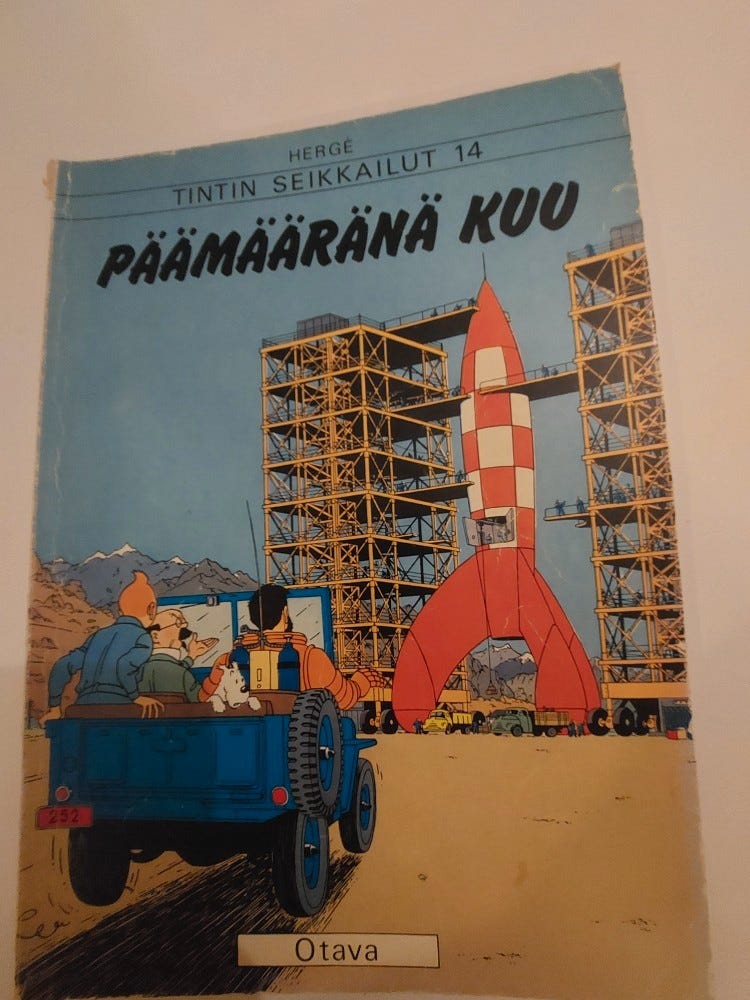 HERGÉ
TINTIN SEIKKAILUT 14
PÄÄMÄÄRÄNÄ KUU
252
Otava